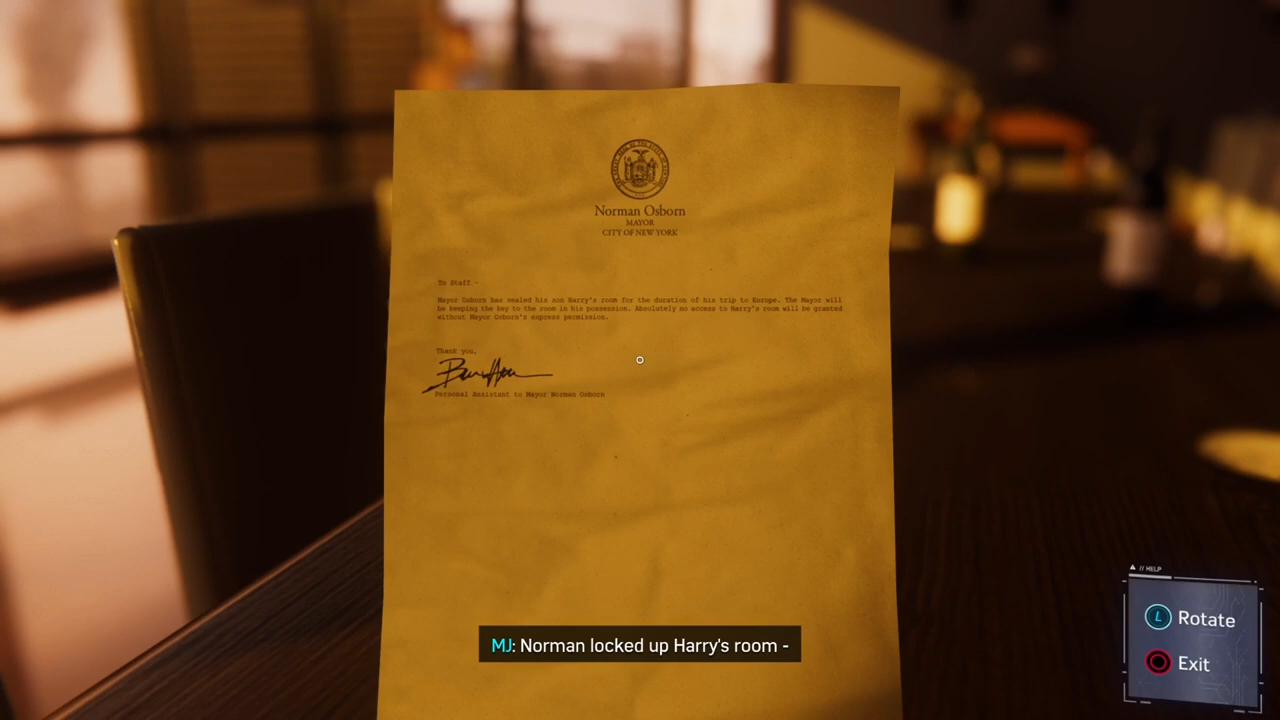 Norman Osborn
MAYOR
CITY OF NEW YORK
To Staff -
Mayor Osborn has sealed his son Harry's room for the duration of his trip to Europe. The Mayor will
be keeping the key to the room in his possession. Absolutely no access to Harry's room will be granted
without Mayor Osborn's express permission.
Thank you,
Personal Assistant to Mayor Norman Osborn
MJ: Norman locked up Harry's room -
// HELP
L Rotate
Exit